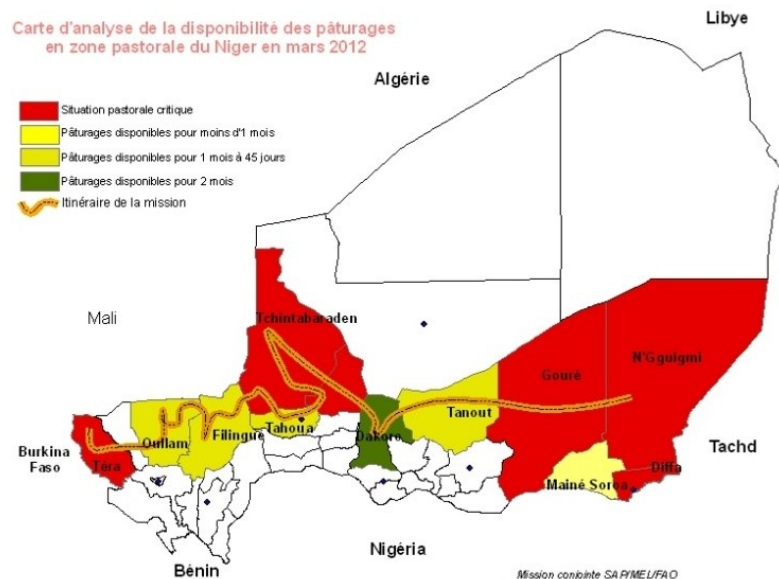 Carte d'analyse de la disponibilité des pâturages
en zone pastorale du Niger en mars 2012
Libye
Algérie
Situation pastorale critique
Pâturages disponibles pour moins d'1 mois
Pâturages disponibles pour 1 mois à 45 jours
Pâturages disponibles pour 2 mois
Itinéraire de la mission
Mali
Tchintabaraden
Gouré
N'Gguigmi
Tanout
Tahoua
Dakoro
Filingué
Oullam
Burkina
Faso
Téra
Tachd
Diffa
Mainé Soroa
Nigéria
Bénin
Mission conjointe SAP/MEL/FAO